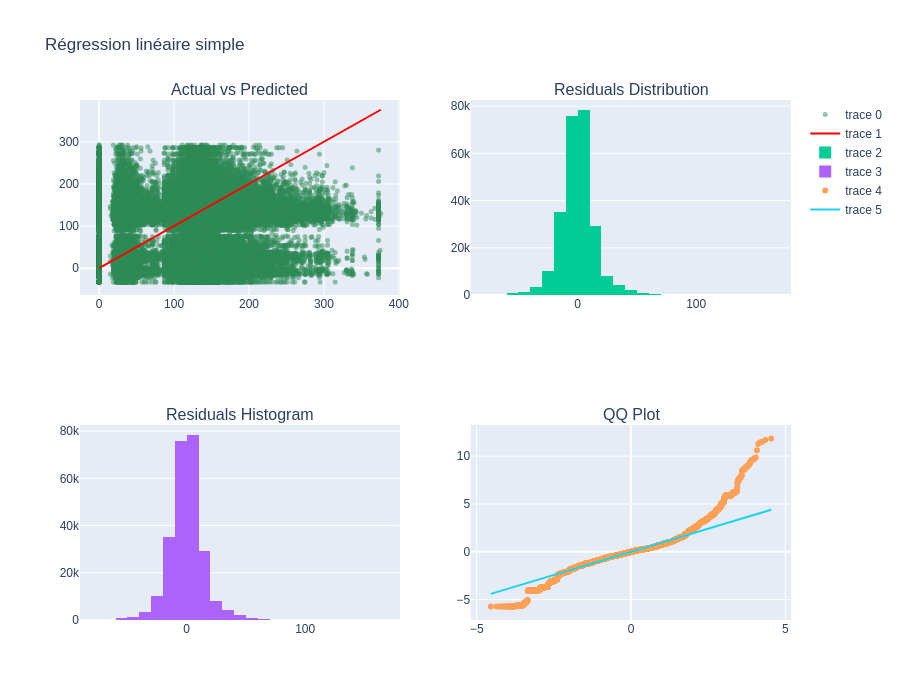 Régression linéaire simple
Actual vs Predicted
300
200
100
0
0
100
200
300
400
Residuals Distribution
80k
60k
40k
20k
0
0
100
trace 0
trace 1
trace 2
trace 3
trace 4
trace 5
Residuals Histogram
80k
60k
40k
20k
0
0
100
QQ Plot
10
5
0
−5
−5
0
5